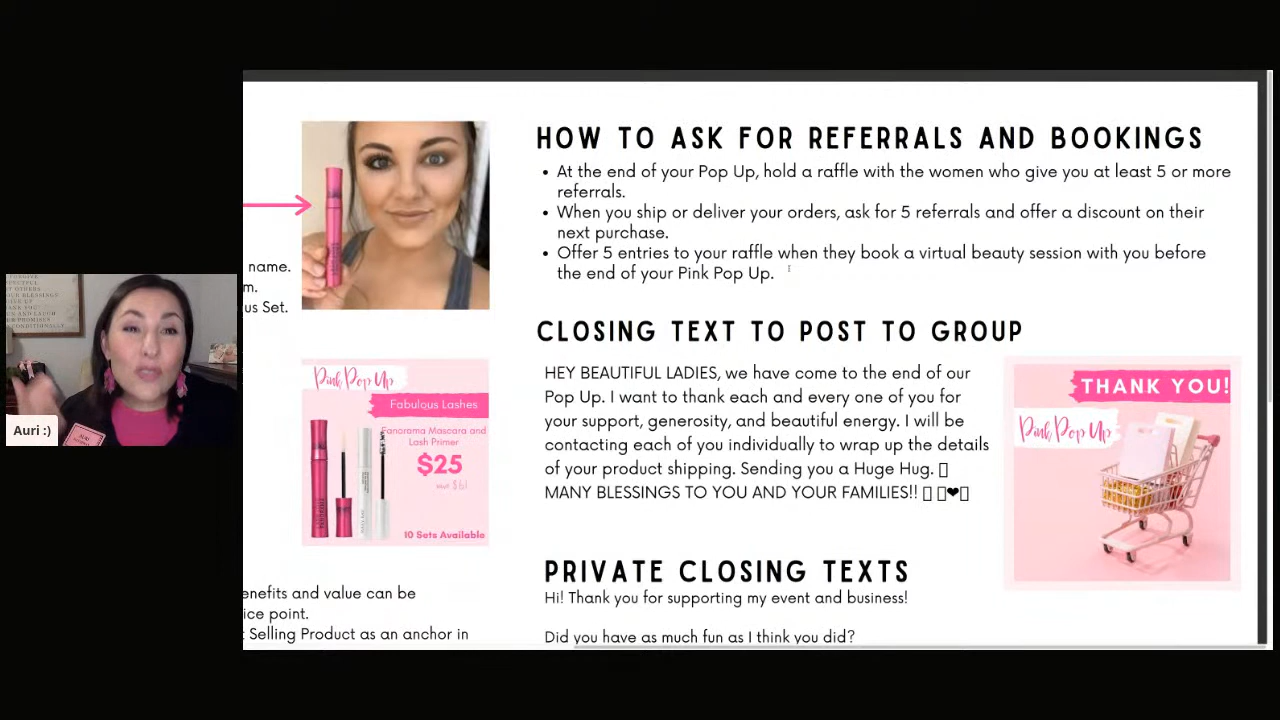 HOW TO ASK FOR REFERRALS AND BOOKINGS
• At the end of your Pop Up, hold a raffle with the women who give you at least 5 or more
referrals.
• When you ship or deliver your orders, ask for 5 referrals and offer a discount on their
next purchase.
• Offer 5 entries to your raffle when they book a virtual beauty session with you before
the end of your Pink Pop Up.
name.
m.
us Set.
Auri :)
Pink Pop Up
Fabulous Lashes
Panorama Mascara and
Lash Primer
$25
10 Sets Available
enefits and value can be
ice point.
t Selling Product as an anchor in
CLOSING TEXT TO POST TO GROUP
HEY BEAUTIFUL LADIES, we have come to the end of our
Pop Up. I want to thank each and every one of you for
your support, generosity, and beautiful energy. I will be
contacting each of you individually to wrap up the details
of your product shipping. Sending you a Huge Hug.
MANY BLESSINGS TO YOU AND YOUR FAMILIES!! ❤
THANK YOU!
Pink Pop Up
PRIVATE CLOSING TEXTS
Hi! Thank you for supporting my event and business!
Did you have as much fun as I think you did?